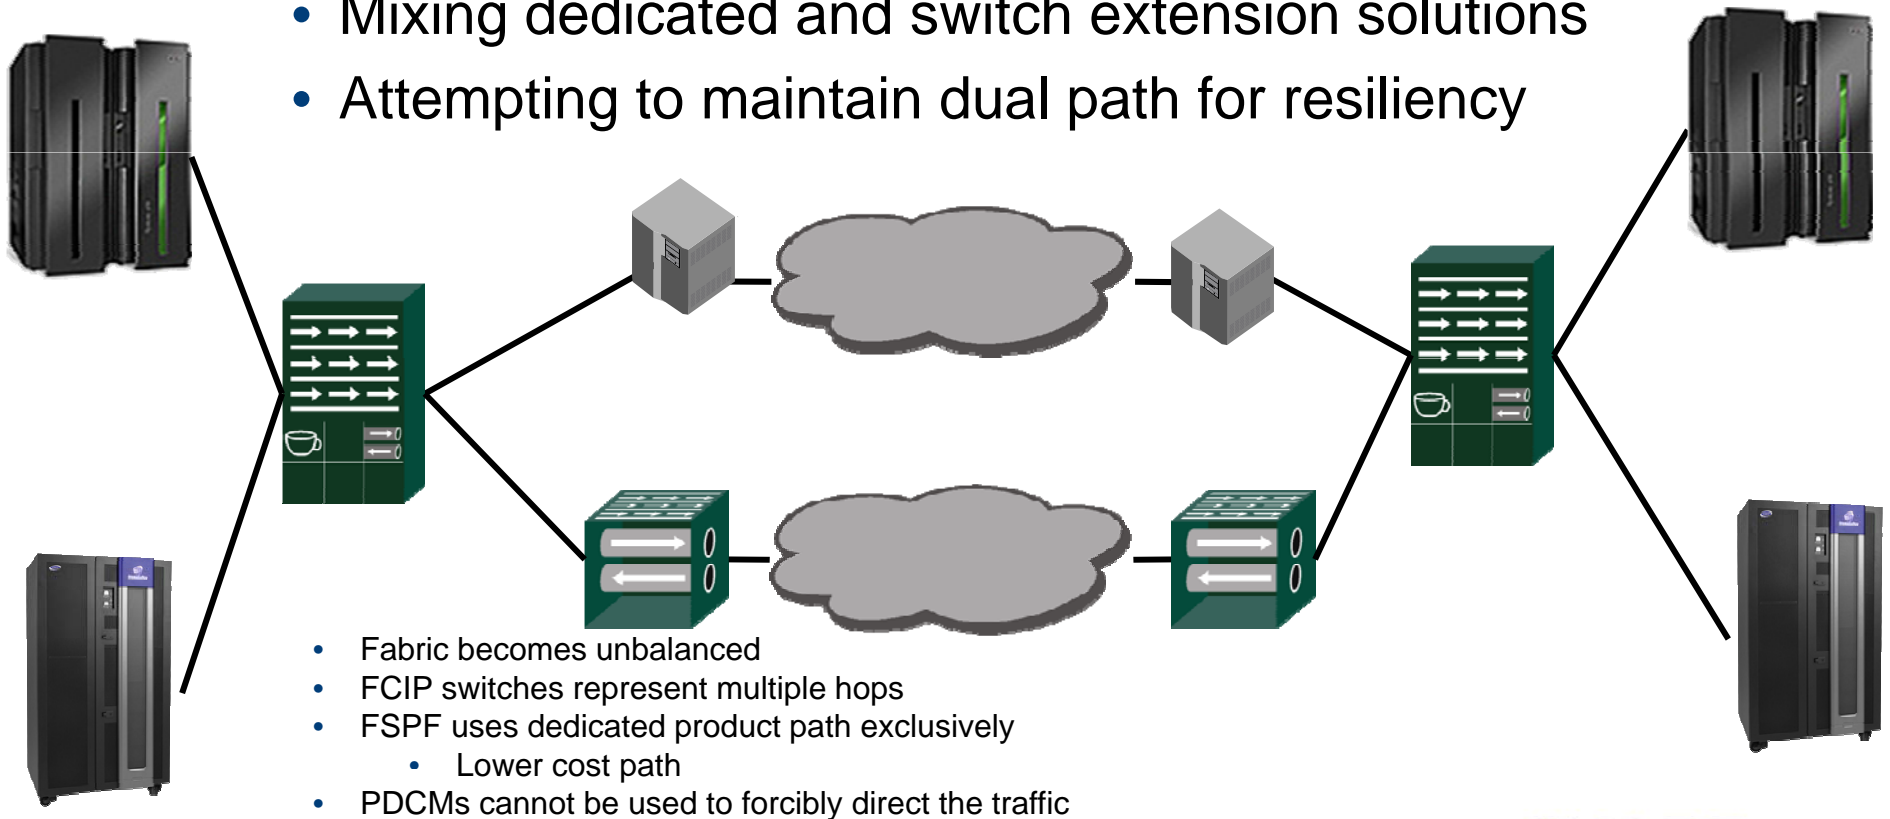 • Mixing dedicated and switch extension solutions
• Attempting to maintain dual path for resiliency
• Fabric becomes unbalanced
• FCIP switches represent multiple hops
• FSPF uses dedicated product path exclusively
• Lower cost path
• PDCMs cannot be used to forcibly direct the traffic